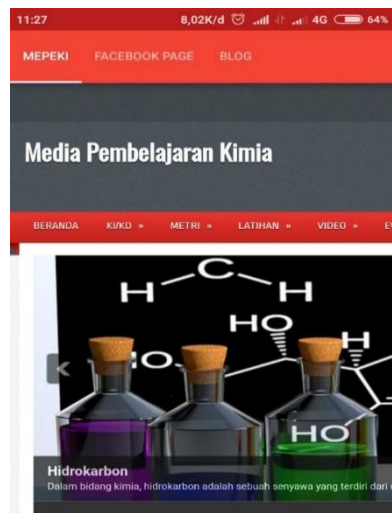 11:27 8,02K/d 4G 64%
MEPEKI FACEBOOK PAGE BLOG
Media Pembelajaran Kimia
BERANDA KI/KD » METRI » LATIHAN » VIDEO »
C
H H
HO
H
O
HO
Hidrokarbon
Dalam bidang kimia, hidrokarbon adalah sebuah senyawa yang terdiri dari